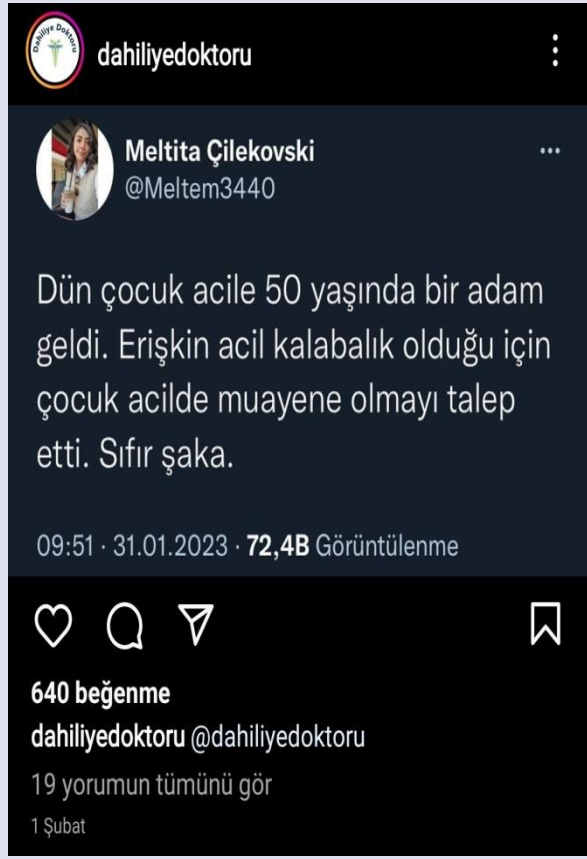 Dahiliye Doktoru
dahiliyedoktoru
Meltita Çilekovski
@Meltem3440
Dün çocuk acile 50 yaşında bir adam
geldi. Erişkin acil kalabalık olduğu için
çocuk acilde muayene olmayı talep
etti. Sıfır şaka.
09:51 · 31.01.2023 · 72,4B Görüntülenme
640 beğenme
dahiliyedoktoru @dahiliyedoktoru
19 yorumun tümünü gör
1 Şubat